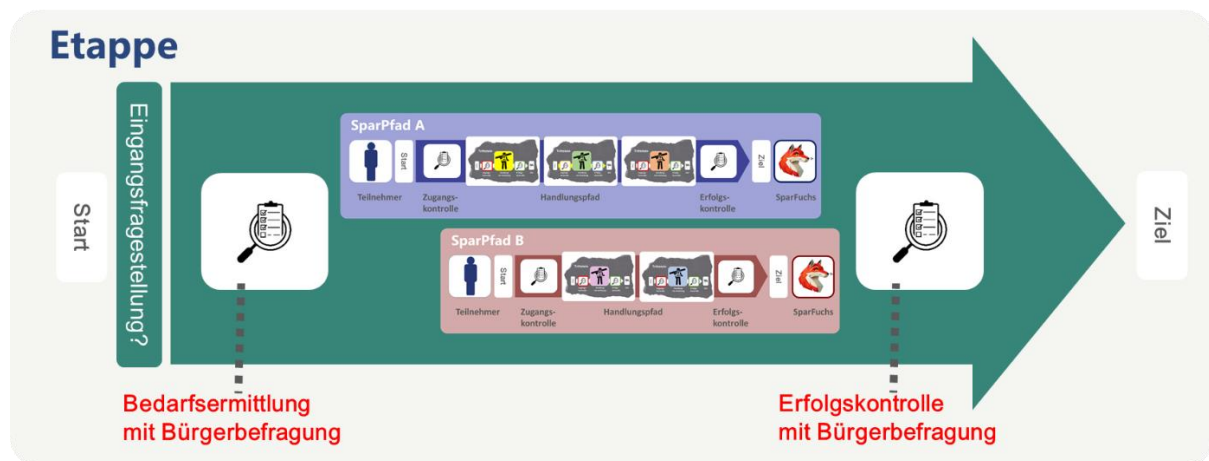 Etappe
Start
Eingangsfragestellung?
SparPfad A
Start
Ziel
Teilnehmer
Zugangs-
kontrolle
Handlungspfad
Erfolgs-
kontrolle
SparFuchs
SparPfad B
Start
Ziel
Teilnehmer
Zugangs-
kontrolle
Handlungspfad
Erfolgs-
kontrolle
SparFuchs
Ziel
Bedarfsermittlung
mit Bürgerbefragung
Erfolgskontrolle
mit Bürgerbefragung